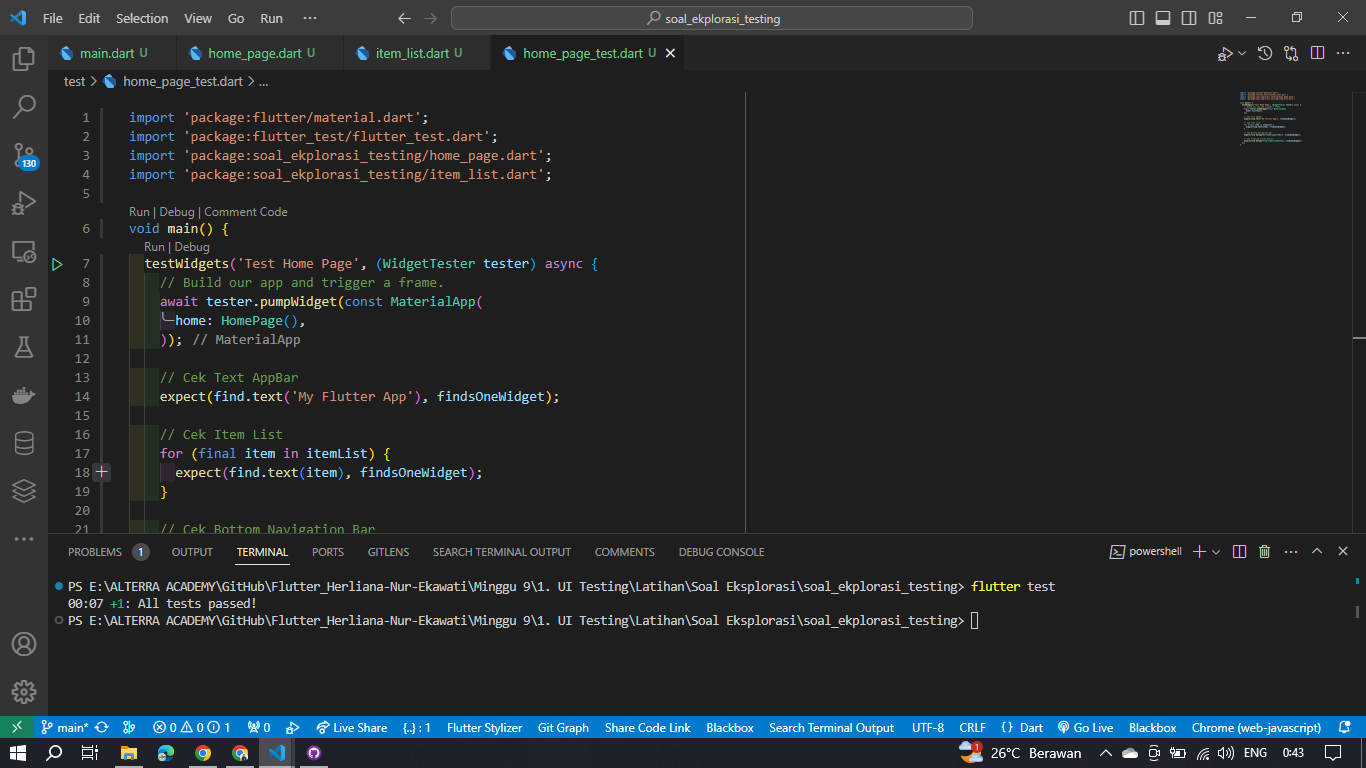 File Edit Selection View Go Run ··· soal_ekplorasi_testing
main.dart U home_page.dart U item_list.dart U home_page_test.dart U
test > home_page_test.dart > ...
1 import 'package:flutter/material.dart';
2 import 'package:flutter_test/flutter_test.dart';
3 import 'package:soal_ekplorasi_testing/home_page.dart';
4 import 'package:soal_ekplorasi_testing/item_list.dart';
5
Run | Debug | Comment Code
6 void main() {
Run | Debug
7 testWidgets('Test Home Page', (WidgetTester tester) async {
8 // Build our app and trigger a frame.
9 await tester.pumpWidget(const MaterialApp(
10 home: HomePage(),
11 )); // MaterialApp
12
13 // Cek Text AppBar
14 expect(find.text('My Flutter App'), findsOneWidget);
15
16 // Cek Item List
17 for (final item in itemList) {
18 expect(find.text(item), findsOneWidget);
19 }
20
21 // Cek Bottom Navigation Bar
130
PROBLEMS 1 OUTPUT TERMINAL PORTS GITLENS SEARCH TERMINAL OUTPUT COMMENTS DEBUG CONSOLE powershell
PS E:\ALTERRA ACADEMY\GitHub\Flutter_Herliana-Nur-Ekawati\Minggu 9\1. UI Testing\Latihan\Soal Eksplorasi\soal_ekplorasi_testing> flutter test
00:07 +1: All tests passed!
PS E:\ALTERRA ACADEMY\GitHub\Flutter_Herliana-Nur-Ekawati\Minggu 9\1. UI Testing\Latihan\Soal Eksplorasi\soal_ekplorasi_testing>
main* 0 0 1 0 Live Share {..} : 1 Flutter Stylizer Git Graph Share Code Link Blackbox Search Terminal Output UTF-8 CRLF {} Dart Go Live Blackbox Chrome (web-javascript)
1 26°C Berawan ENG 0:43